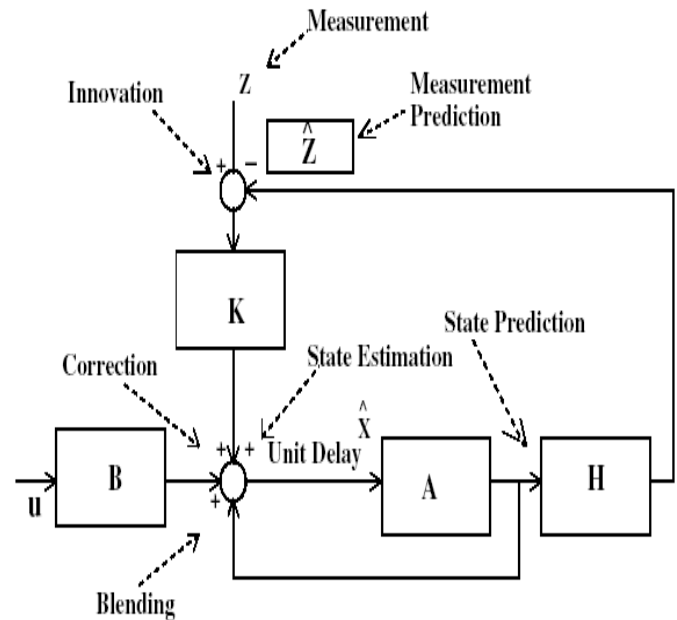 Measurement
Z
Innovation
Measurement
Prediction
^
Z
+ −
K
State Prediction
Correction
State Estimation
^
X
+ + Unit Delay
B
A
H
u
+
Blending